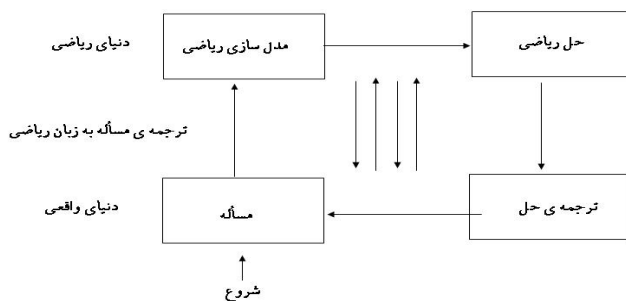 حل ریاضی
مدل سازی ریاضی
دنیای ریاضی
ترجمه ی مسأله به زبان ریاضی
ترجمه ی حل
مسأله
دنیای واقعی
شروع